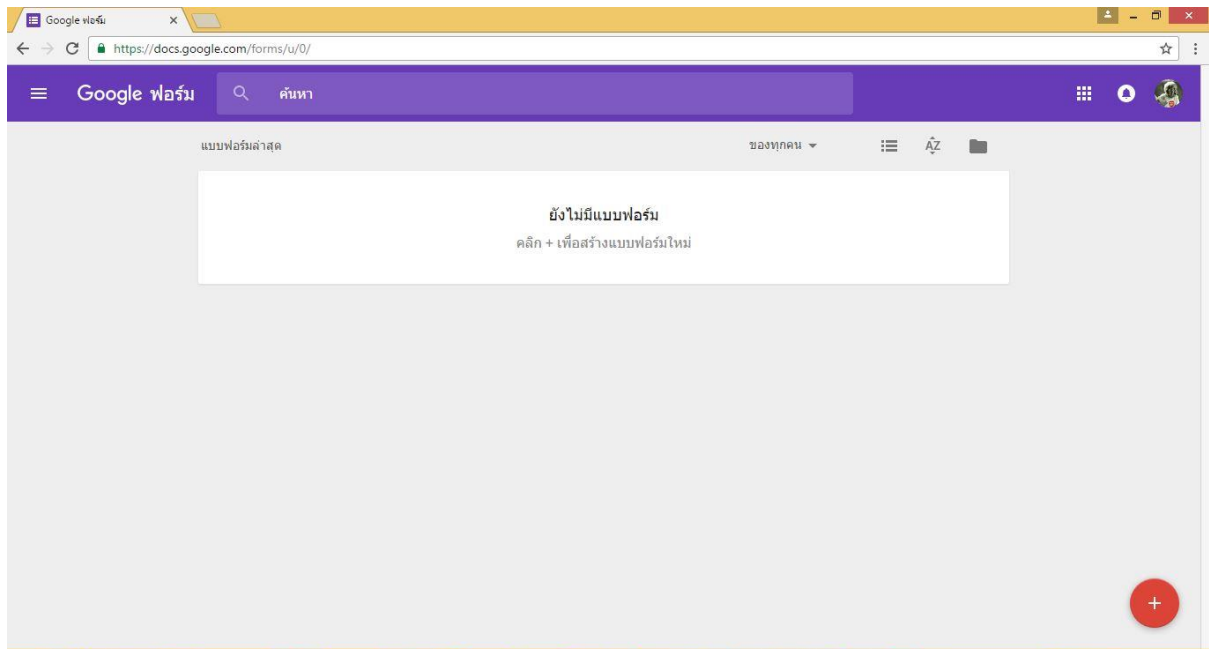 Google ฟอร์ม
https://docs.google.com/forms/u/0/
Google ฟอร์ม
ค้นหา
แบบฟอร์มล่าสุด
ของทุกคน
AZ
ยังไม่มีแบบฟอร์ม
คลิก + เพื่อสร้างแบบฟอร์มใหม่
+